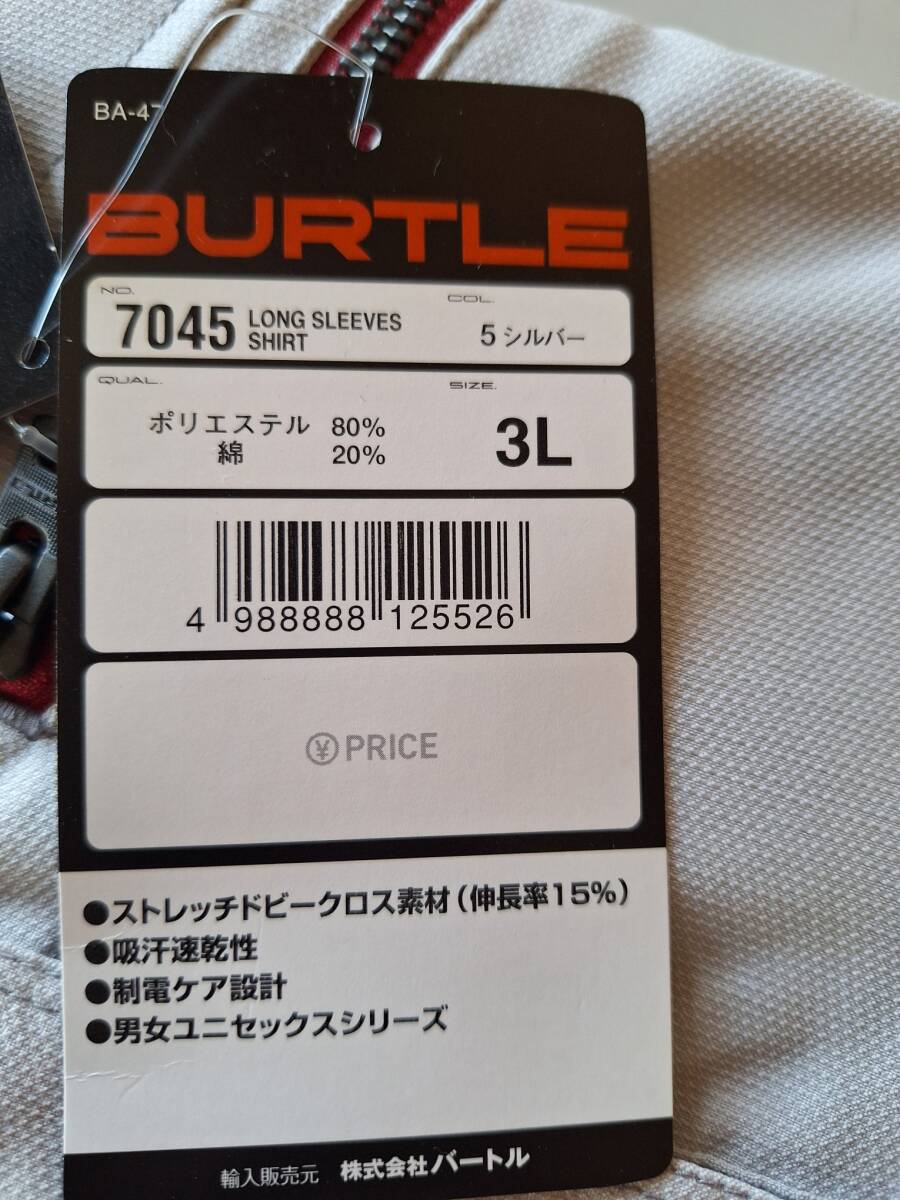 BA-47
BURTLE
NO.
7045 LONG SLEEVES SHIRT
COL.
5 シルバー
QUAL.
ポリエステル 80%
綿 20%
SIZE.
3L
4 988888 125526
¥ PRICE
●ストレッチドビークロス素材(伸長率15%)
●吸汗速乾性
●制電ケア設計
●男女ユニセックスシリーズ
輸入販売元 株式会社バートル